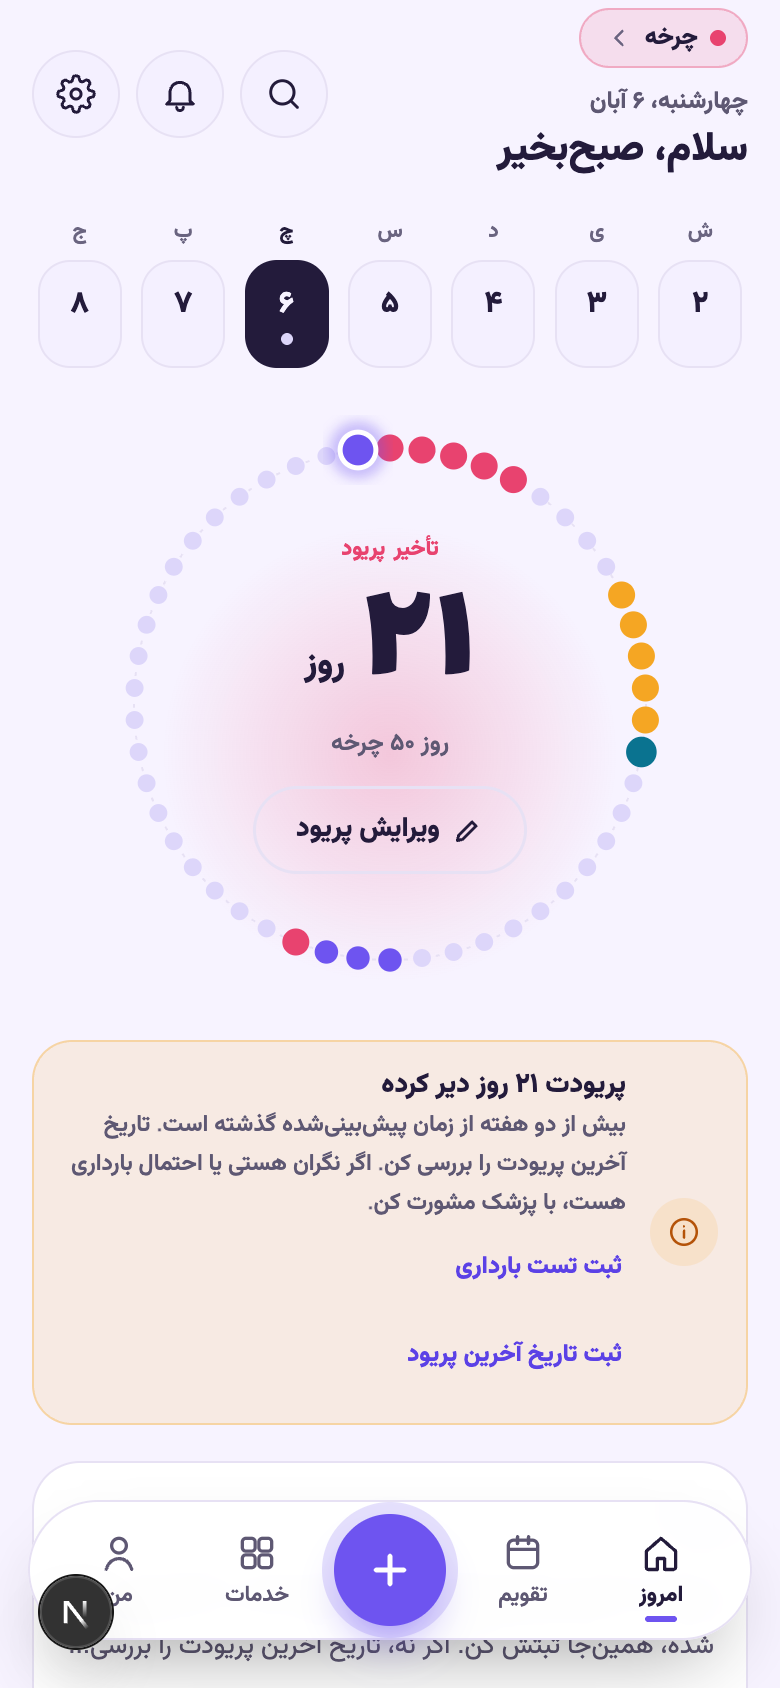 چرخه
چهارشنبه، ۶ آبان
سلام، صبح‌بخیر
ش ی د س چ پ ج
۲ ۳ ۴ ۵ ۶ ۷ ۸
تأخیر پریود
۲۱ روز
روز ۵۰ چرخه
ویرایش پریود
پریودت ۲۱ روز دیر کرده
بیش از دو هفته از زمان پیش‌بینی‌شده گذشته است. تاریخ
آخرین پریودت را بررسی کن. اگر نگران هستی یا احتمال بارداری
هست، با پزشک مشورت کن.
ثبت تست بارداری
ثبت تاریخ آخرین پریود
امروز تقویم خدمات من
N
شده، همین‌جا ثبتش کن. اگر نه، تاریخ آخرین پریودت را بررسی...